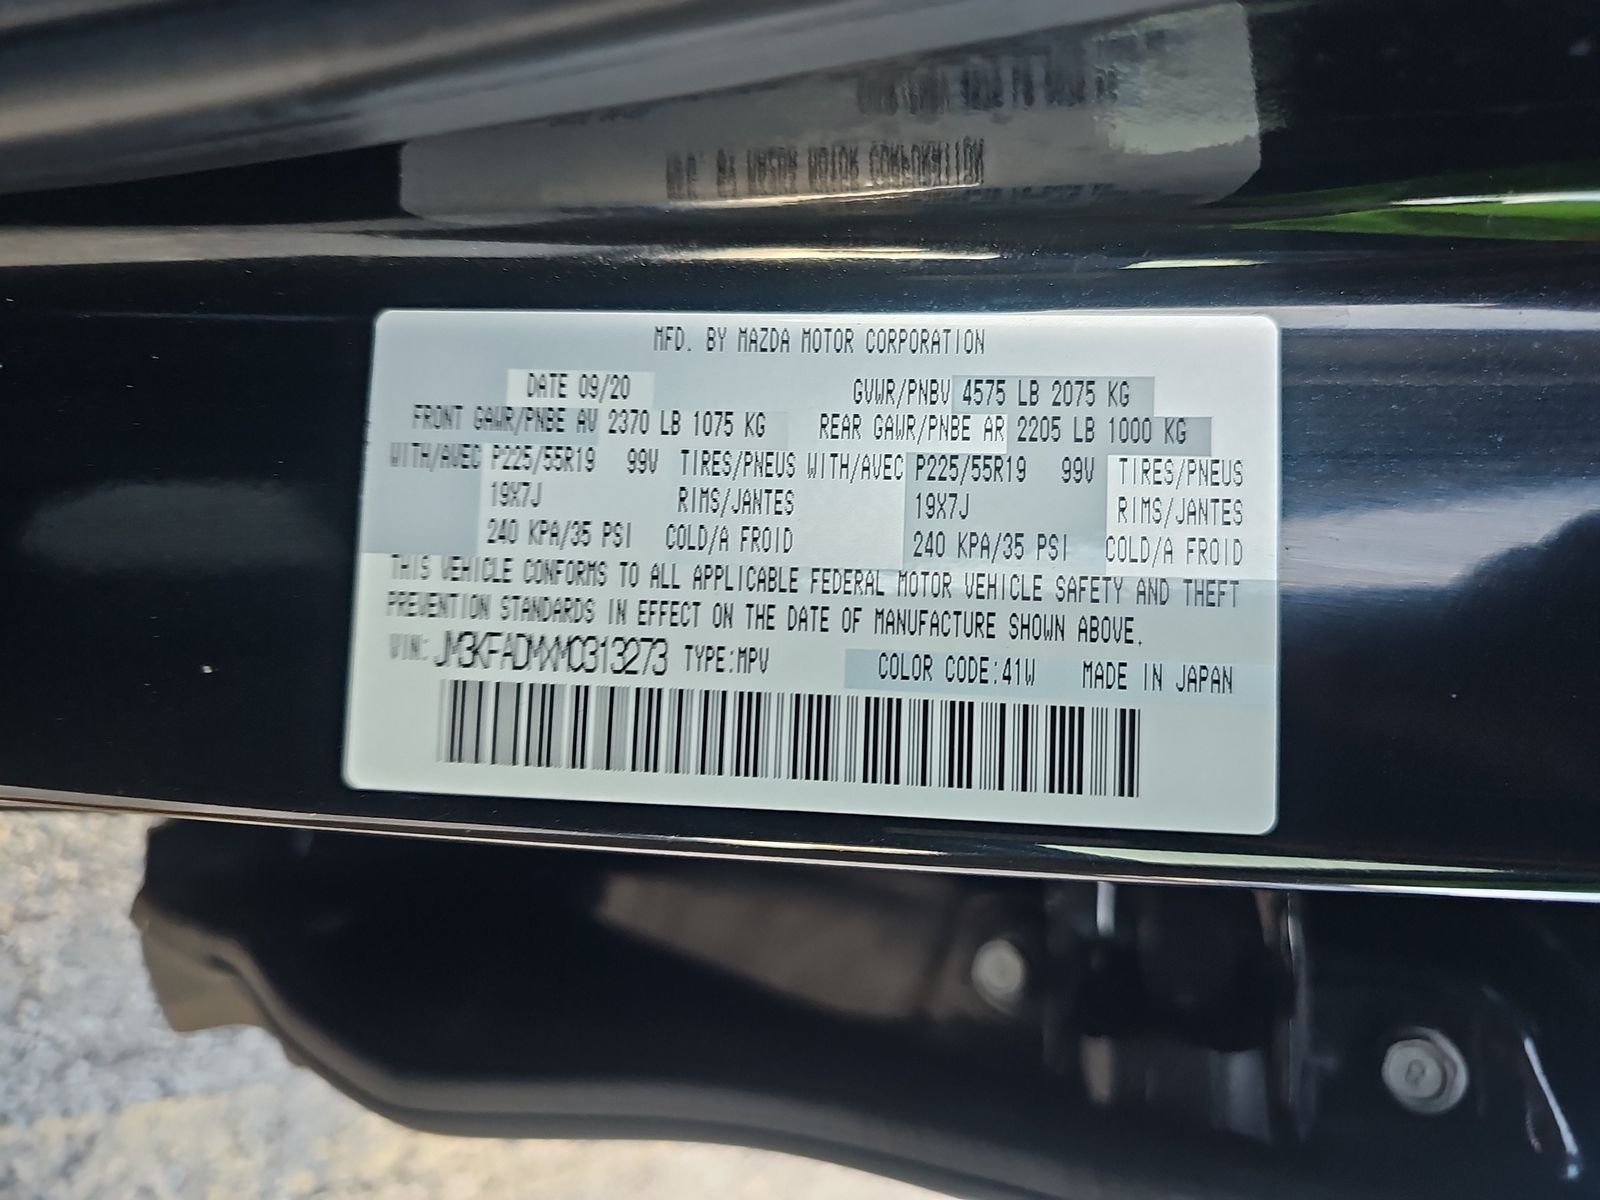 MFD. BY MAZDA MOTOR CORPORATION
DATE 09/20 GVWR/PNBV 4575 LB 2075 KG
FRONT GAWR/PNBE AV 2370 LB 1075 KG REAR GAWR/PNBE AR 2205 LB 1000 KG
WITH/AVEC P225/55R19 99V TIRES/PNEUS WITH/AVEC P225/55R19 99V TIRES/PNEUS
19X7J RIMS/JANTES 19X7J RIMS/JANTES
240 KPA/35 PSI COLD/A FROID 240 KPA/35 PSI COLD/A FROID
THIS VEHICLE CONFORMS TO ALL APPLICABLE FEDERAL MOTOR VEHICLE SAFETY AND THEFT
PREVENTION STANDARDS IN EFFECT ON THE DATE OF MANUFACTURE SHOWN ABOVE.
VIN: JM3KFADMXM0313273 TYPE:MPV COLOR CODE:41W MADE IN JAPAN